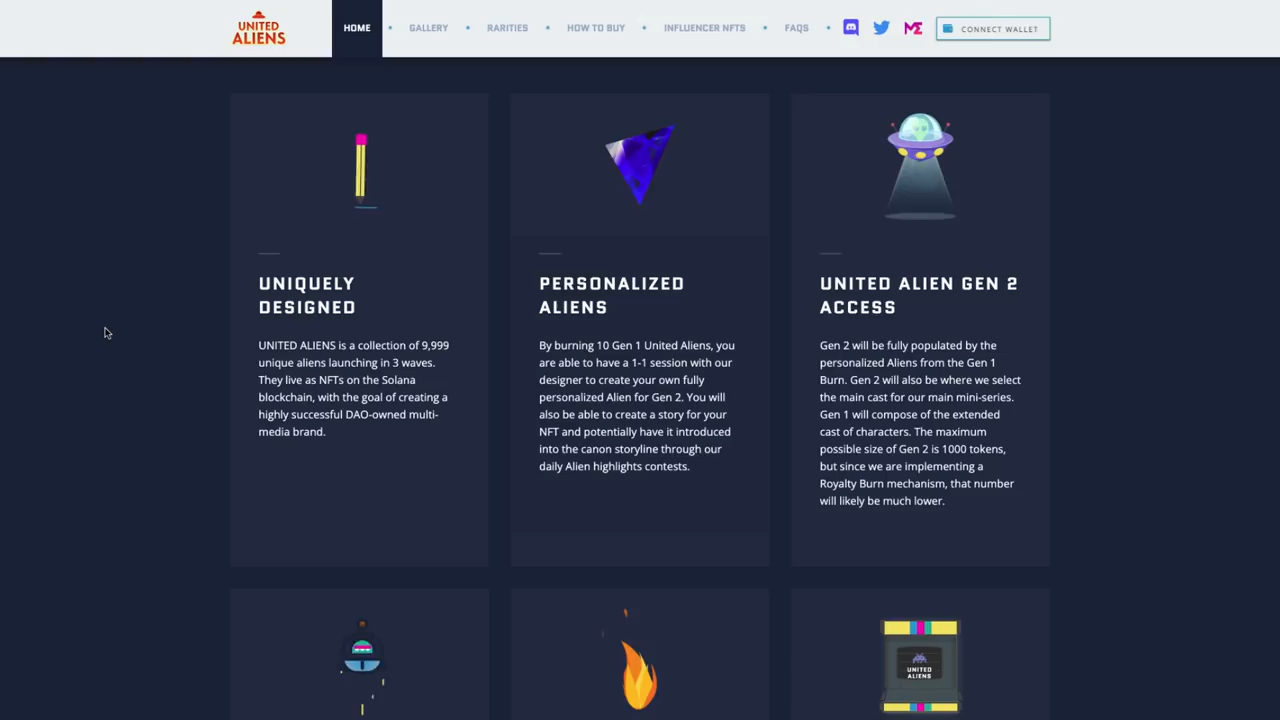 UNITED
ALIENS
HOME
GALLERY
RARITIES
HOW TO BUY
INFLUENCER NFTS
FAQS
CONNECT WALLET
UNIQUELY
DESIGNED
UNITED ALIENS is a collection of 9,999
unique aliens launching in 3 waves.
They live as NFTs on the Solana
blockchain, with the goal of creating a
highly successful DAO-owned multi-
media brand.
PERSONALIZED
ALIENS
By burning 10 Gen 1 United Aliens, you
are able to have a 1-1 session with our
designer to create your own fully
personalized Alien for Gen 2. You will
also be able to create a story for your
NFT and potentially have it introduced
into the canon storyline through our
daily Alien highlights contests.
UNITED ALIEN GEN 2
ACCESS
Gen 2 will be fully populated by the
personalized Aliens from the Gen 1
Burn. Gen 2 will also be where we select
the main cast for our main mini-series.
Gen 1 will compose of the extended
cast of characters. The maximum
possible size of Gen 2 is 1000 tokens,
but since we are implementing a
Royalty Burn mechanism, that number
will likely be much lower.
UNITED
ALIENS